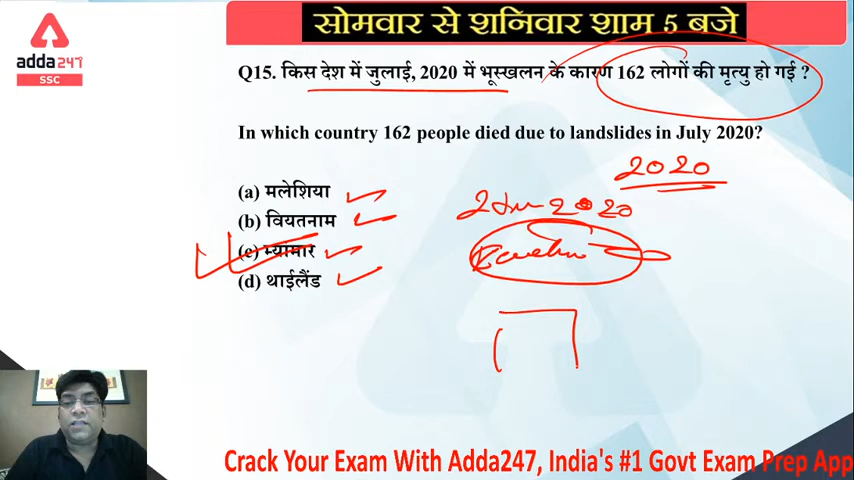 सोमवार से शनिवार शाम 5 बजे
adda247
SSC
Q15. किस देश में जुलाई, 2020 में भूस्खलन के कारण 162 लोगों की मृत्यु हो गई ?
In which country 162 people died due to landslides in July 2020?
2020
(a) मलेशिया
(b) वियतनाम
(c) म्यामार
(d) थाईलैंड
Crack Your Exam With Adda247, India's #1 Govt Exam Prep App